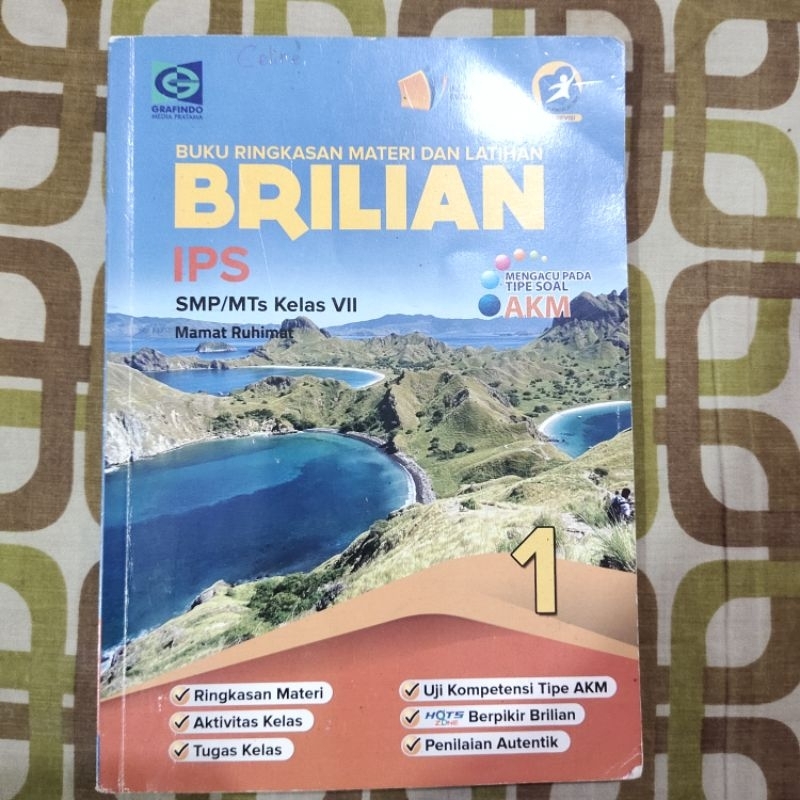 Celine
GRAFINDO
MEDIA PRATAMA
BUKU RINGKASAN MATERI DAN LATIHAN
BRILIAN
IPS
SMP/MTs Kelas VII
Mamat Ruhimat
MENGACU PADA
TIPE SOAL
AKM
1
Ringkasan Materi
Aktivitas Kelas
Tugas Kelas
Uji Kompetensi Tipe AKM
HOTS ZONE Berpikir Brilian
Penilaian Autentik